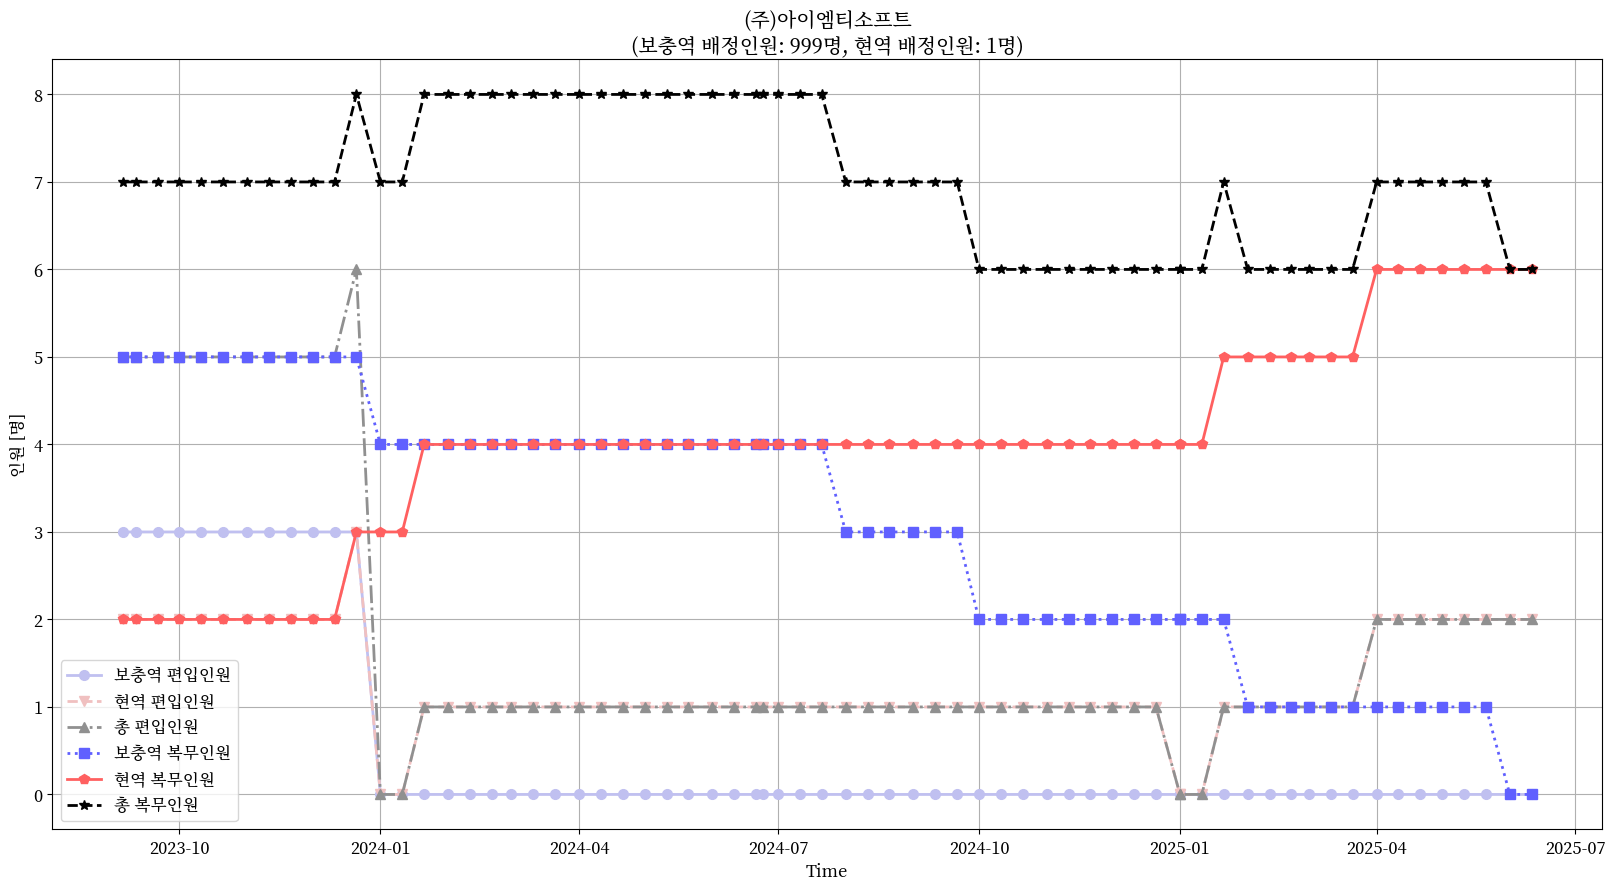 (주)아이엠티소프트
(보충역 배정인원: 999명, 현역 배정인원: 1명)
인원 [명]
8
7
6
5
4
3
2
1
0
보충역 편입인원
현역 편입인원
총 편입인원
보충역 복무인원
현역 복무인원
총 복무인원
2023-10 2024-01 2024-04 2024-07 2024-10 2025-01 2025-04 2025-07
Time